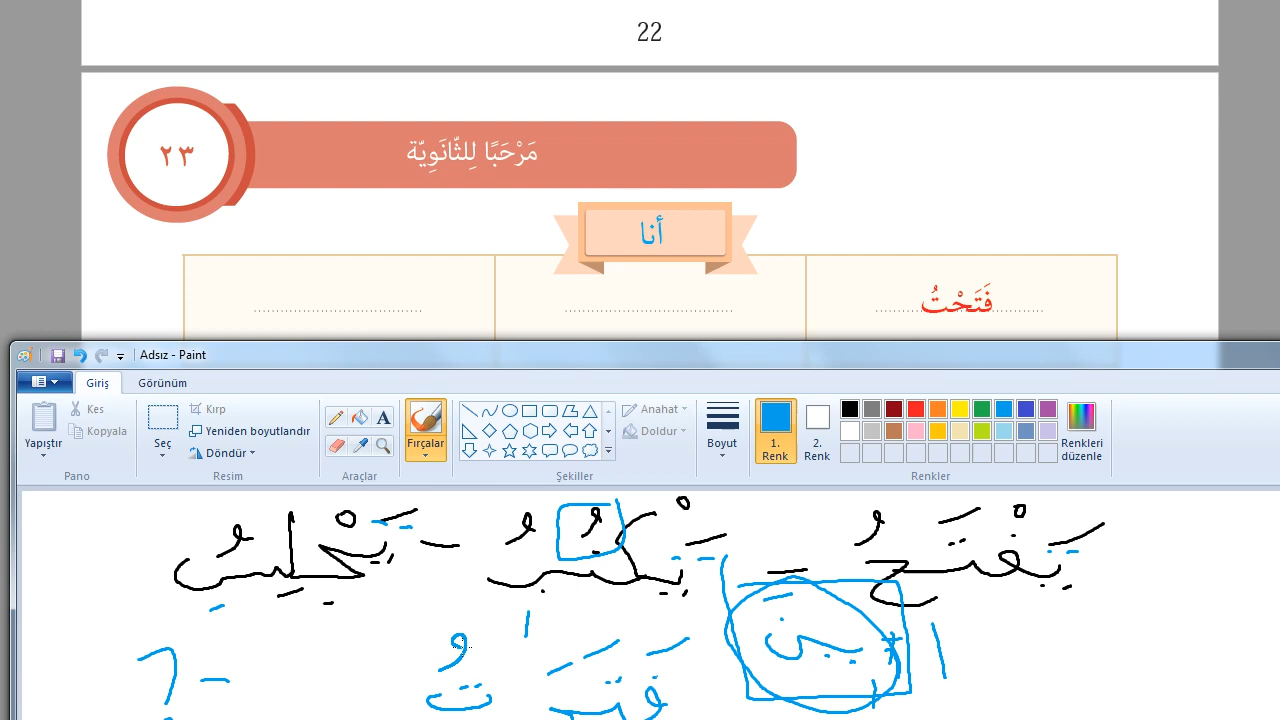 22
٢٣
مَرْحَبًا لِلثّانَوِيّة
أنا
فَتَحْتُ
Adsız - Paint
Giriş Görünüm
Yapıştır
Kes
Kopyala
Seç
Kırp
Yeniden boyutlandır
Döndür
A
Fırçalar
Anahat
Doldur
Boyut
1. Renk
2. Renk
Renkleri düzenle
Pano Resim Araçlar Şekiller Renkler
يَفْتَحُ - يَكْبُرُ - يَجْلِسُ